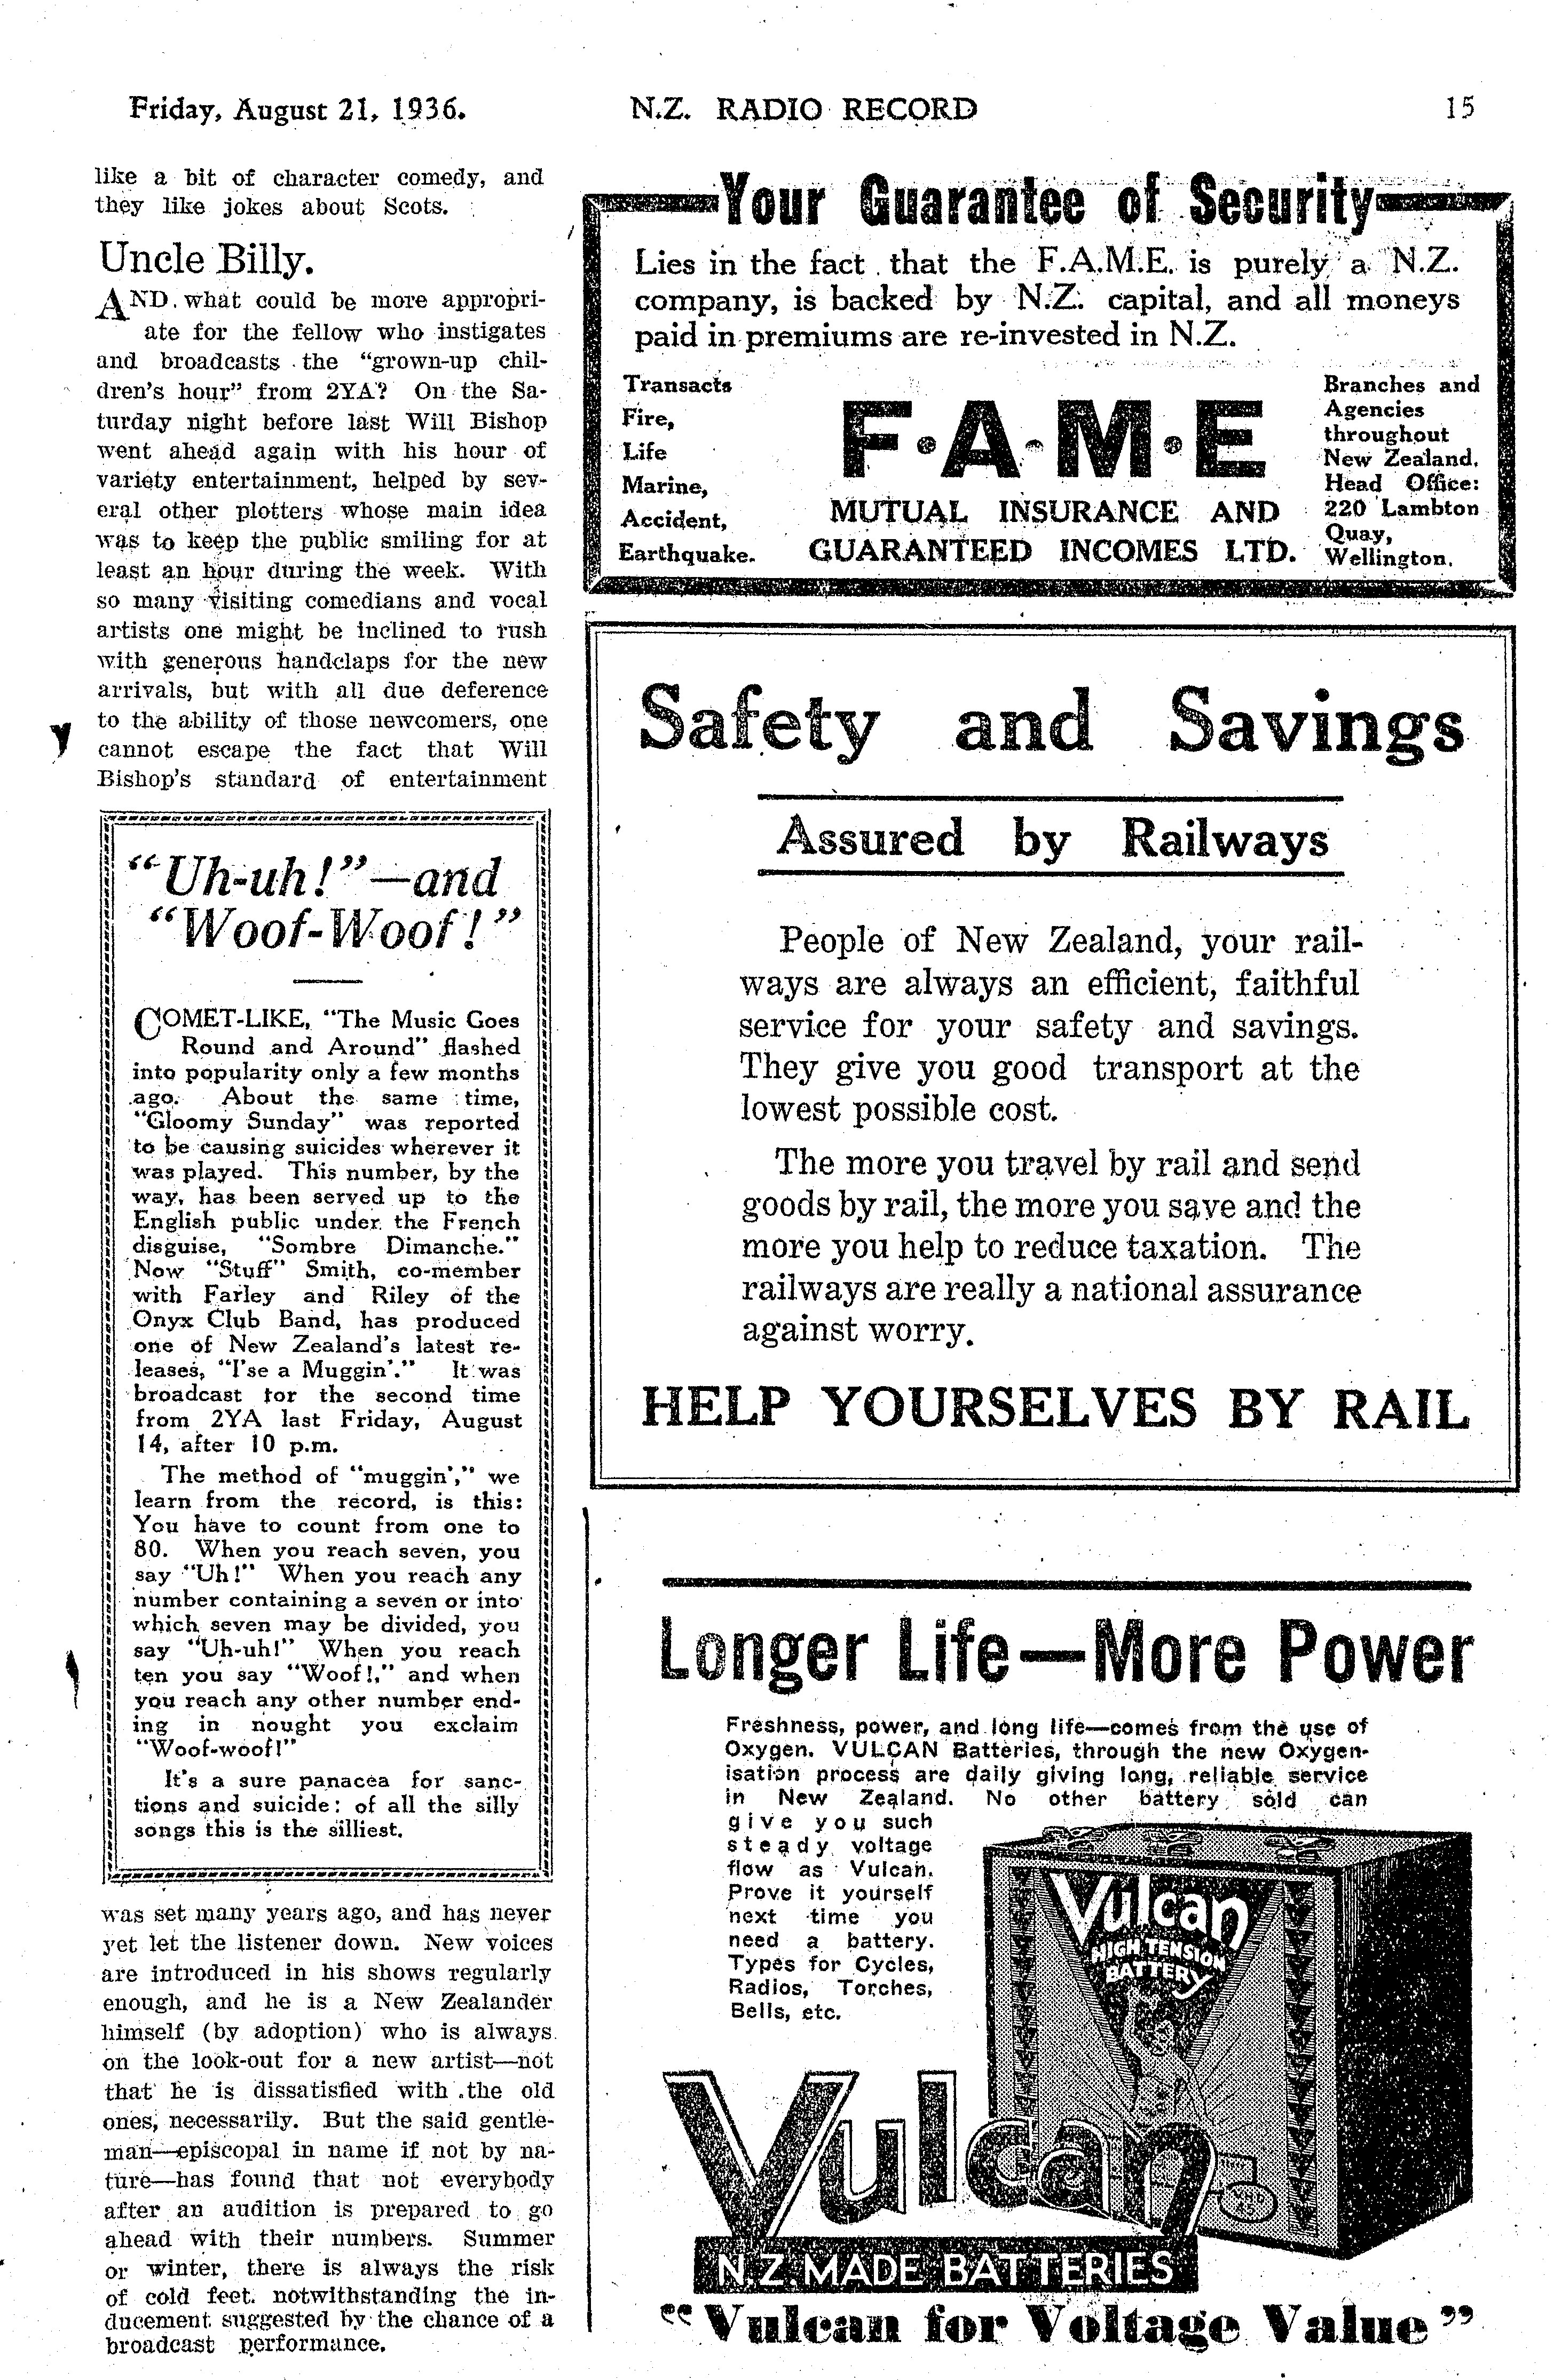 Friday, August 21, 1936.
N.Z. RADIO RECORD
15
like a bit of character comedy, and
they like jokes about Scots.
Uncle Billy.
AND what could be more appropri-
ate for the fellow who instigates
and broadcasts the "grown-up chil-
dren's hour" from 2YA? On the Sa-
turday night before last Will Bishop
went ahead again with his hour of
variety entertainment, helped by sev-
eral other plotters whose main idea
was to keep the public smiling for at
least an hour during the week. With
so many visiting comedians and vocal
artists one might be inclined to rush
with generous handclaps for the new
arrivals, but with all due deference
to the ability of those newcomers, one
cannot escape the fact that Will
Bishop's standard of entertainment
"Uh-uh!"—and
"Woof-Woof!"
COMET-LIKE, "The Music Goes
Round and Around" flashed
into popularity only a few months
ago. About the same time,
"Gloomy Sunday" was reported
to be causing suicides wherever it
was played. This number, by the
way, has been served up to the
English public under the French
disguise, "Sombre Dimanche."
Now "Stuff" Smith, co-member
with Farley and Riley of the
Onyx Club Band, has produced
one of New Zealand's latest re-
leases, "I'se a Muggin'." It was
broadcast for the second time
from 2YA last Friday, August
14, after 10 p.m.
The method of "muggin'," we
learn from the record, is this:
You have to count from one to
80. When you reach seven, you
say "Uh!" When you reach any
number containing a seven or into
which seven may be divided, you
say "Uh-uh!" When you reach
ten you say "Woof!," and when
you reach any other number end-
ing in nought you exclaim
"Woof-woof!"
It's a sure panacea for sanc-
tions and suicide: of all the silly
songs this is the silliest.
was set many years ago, and has never
yet let the listener down. New voices
are introduced in his shows regularly
enough, and he is a New Zealander
himself (by adoption) who is always
on the look-out for a new artist—not
that he is dissatisfied with the old
ones, necessarily. But the said gentle-
man—episcopal in name if not by na-
ture—has found that not everybody
after an audition is prepared to go
ahead with their numbers. Summer
or winter, there is always the risk
of cold feet, notwithstanding the in-
ducement suggested by the chance of a
broadcast performance.
Your Guarantee of Security
Lies in the fact that the F.A.M.E. is purely a N.Z.
company, is backed by N.Z. capital, and all moneys
paid in premiums are re-invested in N.Z.
Transacts
Fire,
Life
Marine,
Accident,
Earthquake.
F·A·M·E
MUTUAL INSURANCE AND
GUARANTEED INCOMES LTD.
Branches and
Agencies
throughout
New Zealand.
Head Office:
220 Lambton
Quay,
Wellington.
Safety and Savings
Assured by Railways
People of New Zealand, your rail-
ways are always an efficient, faithful
service for your safety and savings.
They give you good transport at the
lowest possible cost.
The more you travel by rail and send
goods by rail, the more you save and the
more you help to reduce taxation. The
railways are really a national assurance
against worry.
HELP YOURSELVES BY RAIL
Longer Life—More Power
Freshness, power, and long life—comes from the use of
Oxygen. VULCAN Batteries, through the new Oxygen-
isation process are daily giving long, reliable service
in New Zealand. No other battery sold can
give you such
steady voltage
flow as Vulcan.
Prove it yourself
next time you
need a battery.
Types for Cycles,
Radios, Torches,
Bells, etc.
Vulcan
HIGH TENSION
BATTERY
Vulcan
N.Z. MADE BATTERIES
"Vulcan for Voltage Value"